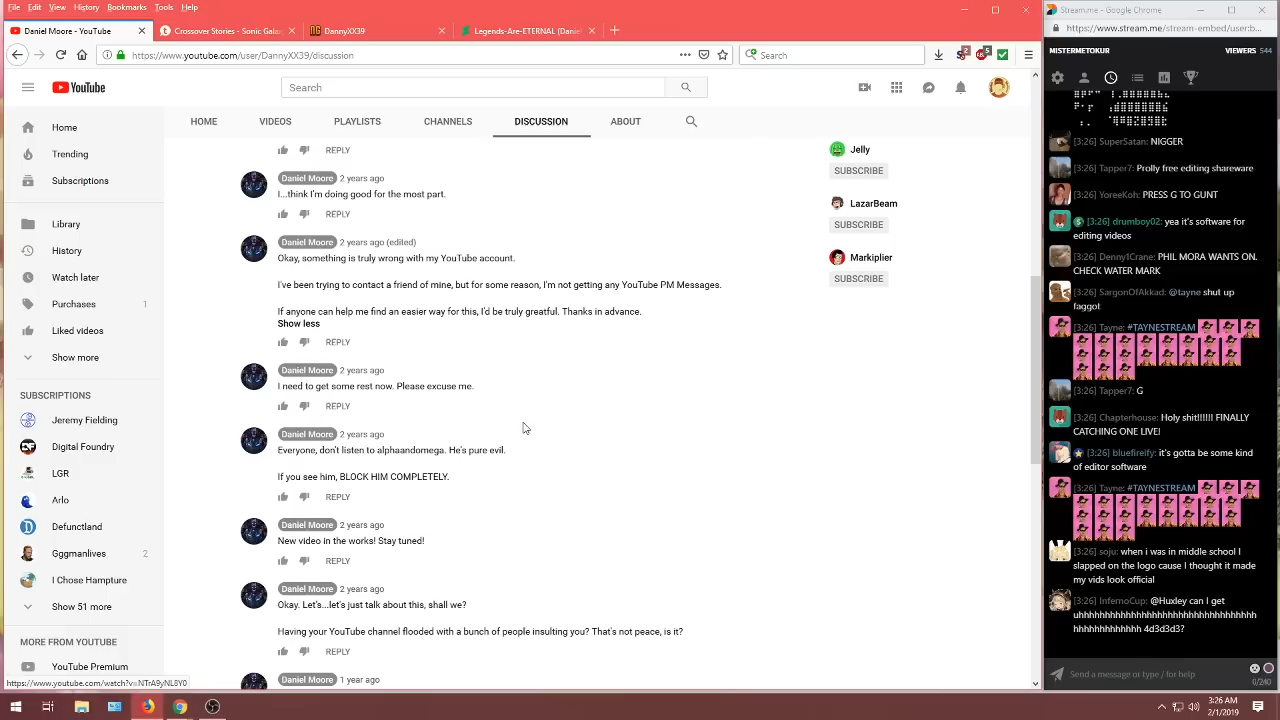 File Edit View History Bookmarks Tools Help
Daniel Moore - YouTube
Crossover Stories - Sonic Gala
DannyXX39
Legends-Are-ETERNAL (Danie
https://www.youtube.com/user/DannyXX39/discussion
Search
YouTube
Search
HOME VIDEOS PLAYLISTS CHANNELS DISCUSSION ABOUT
Home
Trending
Subscriptions
Library
History
Watch later
Purchases 1
Liked videos
Show more
SUBSCRIPTIONS
Jeremy Fielding
Digital Foundry
LGR
Arlo
Defunctland
Gggmanlives 2
I Chose Hampture
Show 51 more
MORE FROM YOUTUBE
YouTube Premium
https://www.youtube.com/watch?v=NTrA9yNL8Y0
REPLY
Daniel Moore 2 years ago
I...think I'm doing good for the most part.
REPLY
Daniel Moore 2 years ago (edited)
Okay, something is truly wrong with my YouTube account.
I've been trying to contact a friend of mine, but for some reason, I'm not getting any YouTube PM Messages.
If anyone can help me find an easier way for this, I'd be truly greatful. Thanks in advance.
Show less
REPLY
Daniel Moore 2 years ago
I need to get some rest now. Please excuse me.
REPLY
Daniel Moore 2 years ago
Everyone, don't listen to alphaandomega. He's pure evil.
If you see him, BLOCK HIM COMPLETELY.
REPLY
Daniel Moore 2 years ago
New video in the works! Stay tuned!
REPLY
Daniel Moore 2 years ago
Okay. Let's...let's just talk about this, shall we?
Having your YouTube channel flooded with a bunch of people insulting you? That's not peace, is it?
REPLY
Daniel Moore 1 year ago
Jelly
SUBSCRIBE
LazarBeam
SUBSCRIBE
Markiplier
SUBSCRIBE
Stream.me - Google Chrome
https://www.stream.me/stream-embed/user:b...
MISTERMETOKUR VIEWERS 544
[3:26] SuperSatan: NIGGER
[3:26] Tapper7: Prolly free editing shareware
[3:26] YoreeKoh: PRESS G TO GUNT
[3:26] drumboy02: yea it's software for
editing videos
[3:26] Denny1Crane: PHIL MORA WANTS ON.
CHECK WATER MARK
[3:26] SargonOfAkkad: @tayne shut up
faggot
[3:26] Tayne: #TAYNESTREAM
[3:26] Tapper7: G
[3:26] Chapterhouse: Holy shit!!!!!! FINALLY
CATCHING ONE LIVE!
[3:26] bluefireify: it's gotta be some kind
of editor software
[3:26] Tayne: #TAYNESTREAM
[3:26] soju: when i was in middle school I
slapped on the logo cause I thought it made
my vids look official
[3:26] InfernoCup: @Huxley can I get
4d3d3d3?
Send a message or type / for help
0/240
3:26 AM
2/1/2019